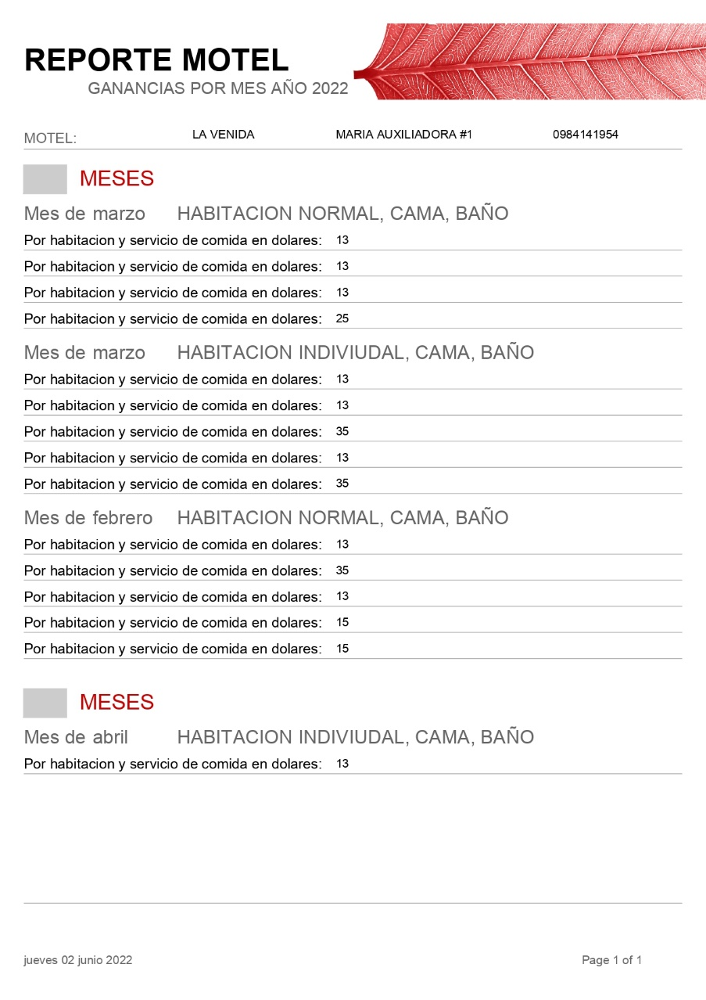 REPORTE MOTEL
GANANCIAS POR MES AÑO 2022
MOTEL: LA VENIDA MARIA AUXILIADORA #1 0984141954
MESES
Mes de marzo HABITACION NORMAL, CAMA, BAÑO
Por habitacion y servicio de comida en dolares: 13
Por habitacion y servicio de comida en dolares: 13
Por habitacion y servicio de comida en dolares: 13
Por habitacion y servicio de comida en dolares: 25
Mes de marzo HABITACION INDIVIUDAL, CAMA, BAÑO
Por habitacion y servicio de comida en dolares: 13
Por habitacion y servicio de comida en dolares: 13
Por habitacion y servicio de comida en dolares: 35
Por habitacion y servicio de comida en dolares: 13
Por habitacion y servicio de comida en dolares: 35
Mes de febrero HABITACION NORMAL, CAMA, BAÑO
Por habitacion y servicio de comida en dolares: 13
Por habitacion y servicio de comida en dolares: 35
Por habitacion y servicio de comida en dolares: 13
Por habitacion y servicio de comida en dolares: 15
Por habitacion y servicio de comida en dolares: 15
MESES
Mes de abril HABITACION INDIVIUDAL, CAMA, BAÑO
Por habitacion y servicio de comida en dolares: 13
jueves 02 junio 2022 Page 1 of 1